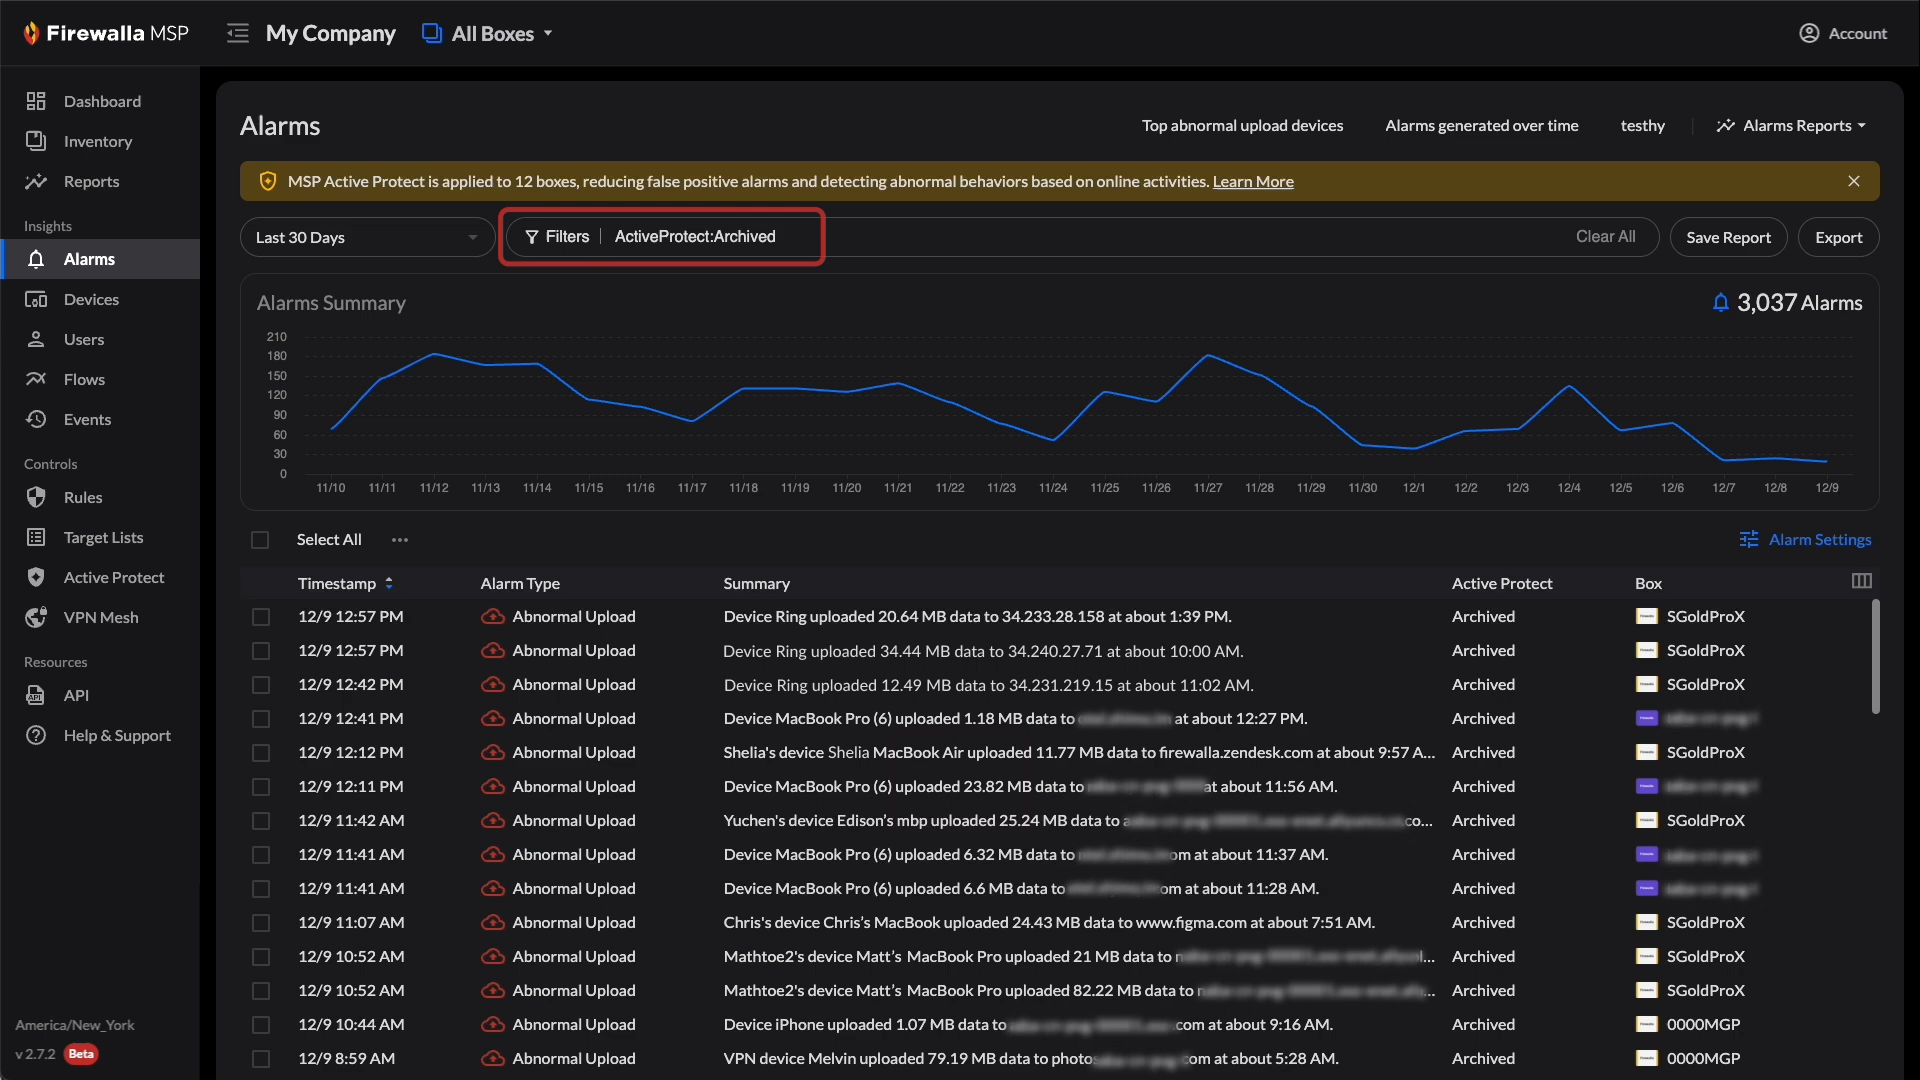 Firewalla MSP
My Company
All Boxes
Account
Dashboard
Inventory
Reports
Insights
Alarms
Devices
Users
Flows
Events
Controls
Rules
Target Lists
Active Protect
VPN Mesh
Resources
API
Help & Support
America/New_York
v 2.7.2 Beta
Alarms
Top abnormal upload devices
Alarms generated over time
testhy
Alarms Reports
MSP Active Protect is applied to 12 boxes, reducing false positive alarms and detecting abnormal behaviors based on online activities. Learn More
Last 30 Days
Filters
ActiveProtect:Archived
Clear All
Save Report
Export
Alarms Summary
3,037 Alarms
210
180
150
120
90
60
30
0
11/10 11/11 11/12 11/13 11/14 11/15 11/16 11/17 11/18 11/19 11/20 11/21 11/22 11/23 11/24 11/25 11/26 11/27 11/28 11/29 11/30 12/1 12/2 12/3 12/4 12/5 12/6 12/7 12/8 12/9
Select All
Alarm Settings
Timestamp Alarm Type Summary Active Protect Box
12/9 12:57 PM Abnormal Upload Device Ring uploaded 20.64 MB data to 34.233.28.158 at about 1:39 PM. Archived SGoldProX
12/9 12:57 PM Abnormal Upload Device Ring uploaded 34.44 MB data to 34.240.27.71 at about 10:00 AM. Archived SGoldProX
12/9 12:42 PM Abnormal Upload Device Ring uploaded 12.49 MB data to 34.231.219.15 at about 11:02 AM. Archived SGoldProX
12/9 12:41 PM Abnormal Upload Device MacBook Pro (6) uploaded 1.18 MB data to at about 12:27 PM. Archived
12/9 12:12 PM Abnormal Upload Shelia's device Shelia MacBook Air uploaded 11.77 MB data to firewalla.zendesk.com at about 9:57 A... Archived SGoldProX
12/9 12:11 PM Abnormal Upload Device MacBook Pro (6) uploaded 23.82 MB data to at about 11:56 AM. Archived
12/9 11:42 AM Abnormal Upload Yuchen's device Edison's mbp uploaded 25.24 MB data to co... Archived SGoldProX
12/9 11:41 AM Abnormal Upload Device MacBook Pro (6) uploaded 6.32 MB data to om at about 11:37 AM. Archived
12/9 11:41 AM Abnormal Upload Device MacBook Pro (6) uploaded 6.6 MB data to om at about 11:28 AM. Archived
12/9 11:07 AM Abnormal Upload Chris's device Chris's MacBook uploaded 24.43 MB data to www.figma.com at about 7:51 AM. Archived SGoldProX
12/9 10:52 AM Abnormal Upload Mathtoe2's device Matt's MacBook Pro uploaded 21 MB data to ... Archived SGoldProX
12/9 10:52 AM Abnormal Upload Mathtoe2's device Matt's MacBook Pro uploaded 82.22 MB data to ... Archived SGoldProX
12/9 10:44 AM Abnormal Upload Device iPhone uploaded 1.07 MB data to .com at about 9:16 AM. Archived 0000MGP
12/9 8:59 AM Abnormal Upload VPN device Melvin uploaded 79.19 MB data to photos om at about 5:28 AM. Archived 0000MGP